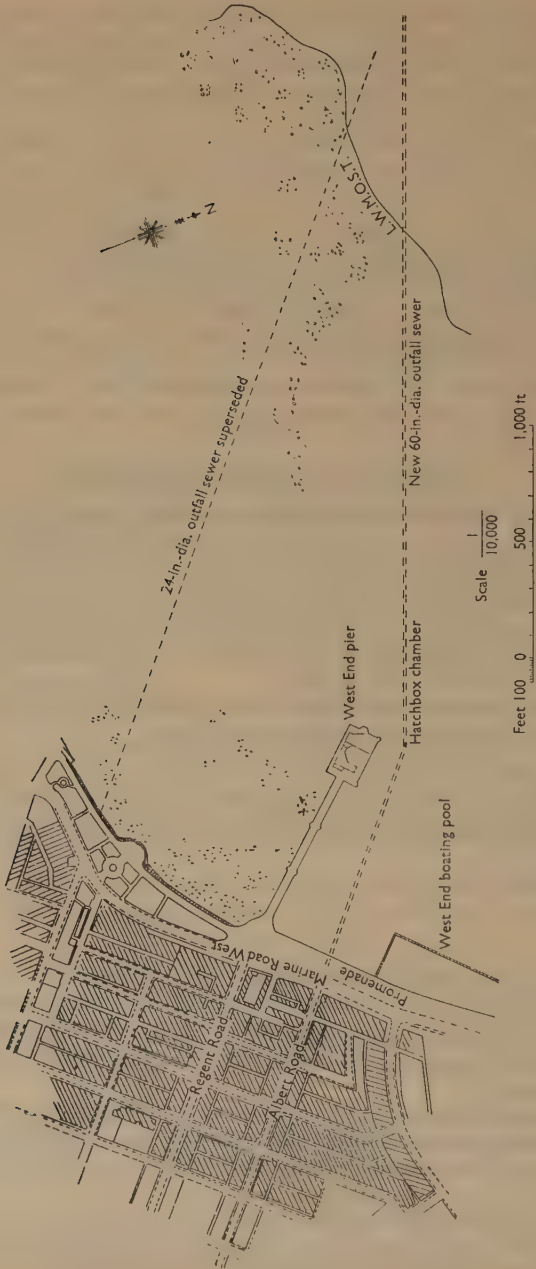 N
L.W.M.O.S.T.
24-in.-dia. outfall sewer superseded
New 60-in.-dia. outfall sewer
Hatchbox chamber
West End pier
West End boating pool
Promenade
Marine Road West
Regent Road
Albert Road
Scale 1
10,000
Feet 100 0 500 1,000 ft